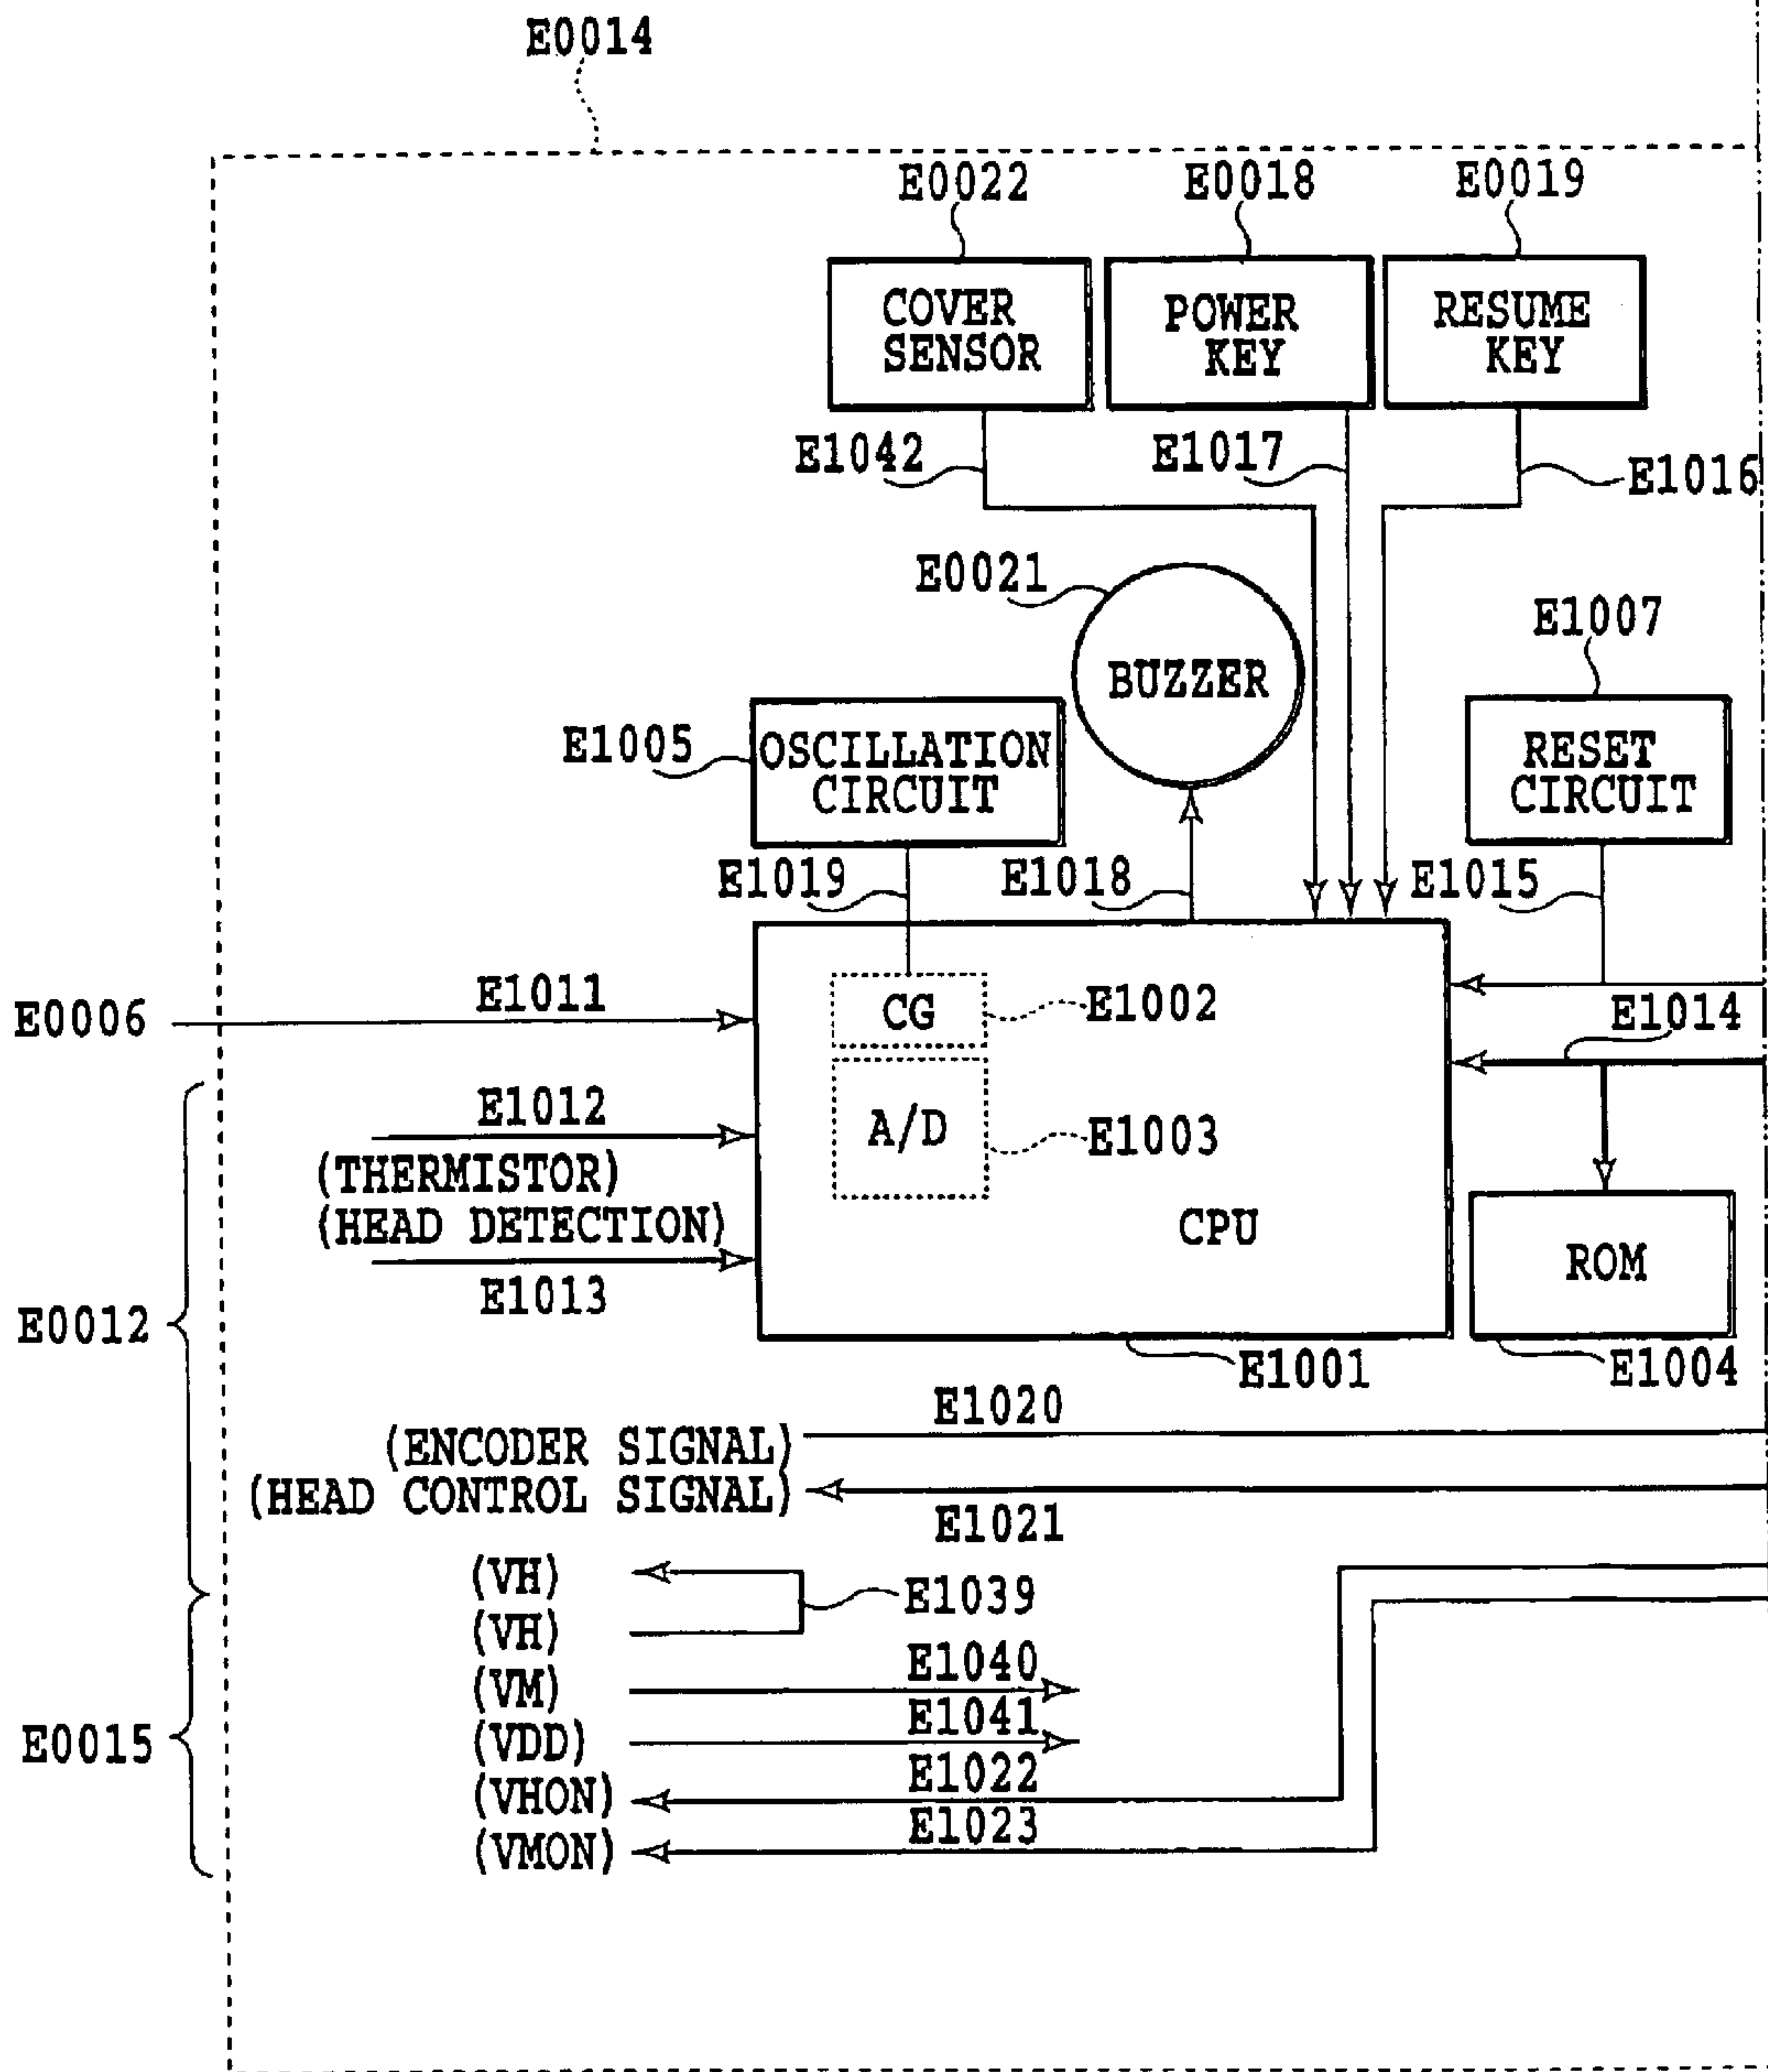 E0014
E0022
E0018
E0019
COVER
SENSOR
POWER
KEY
RESUME
KEY
E1042
E1017
E1016
E0021
E1007
BUZZER
E1005
OSCILLATION
CIRCUIT
RESET
CIRCUIT
E1019
E1018
E1015
E0006
E1011
CG
E1002
E1014
E1012
A/D
E1003
(THERMISTOR)
(HEAD DETECTION)
CPU
ROM
E1013
E0012
E1001
E1004
E1020
(ENCODER SIGNAL)
(HEAD CONTROL SIGNAL)
E1021
(VH)
E1039
(VH)
E1040
(VM)
E1041
E0015
(VDD)
E1022
(VHON)
E1023
(VMON)